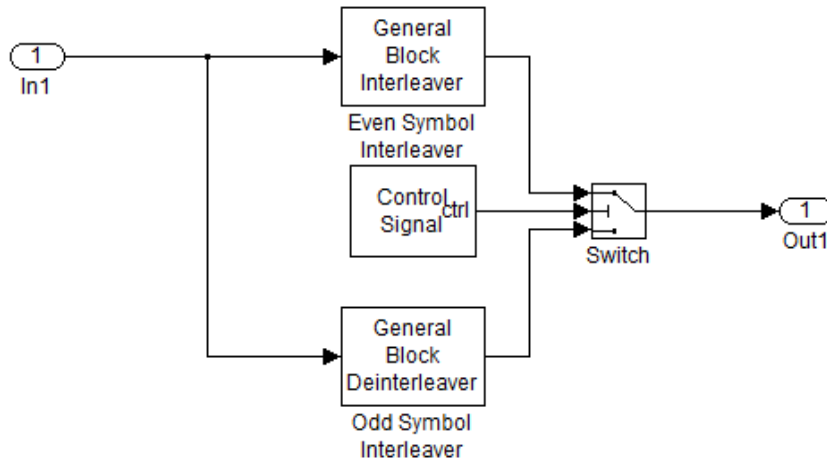 1
In1
General
Block
Interleaver
Even Symbol
Interleaver
Control
Signal
ctrl
Switch
1
Out1
General
Block
Deinterleaver
Odd Symbol
Interleaver